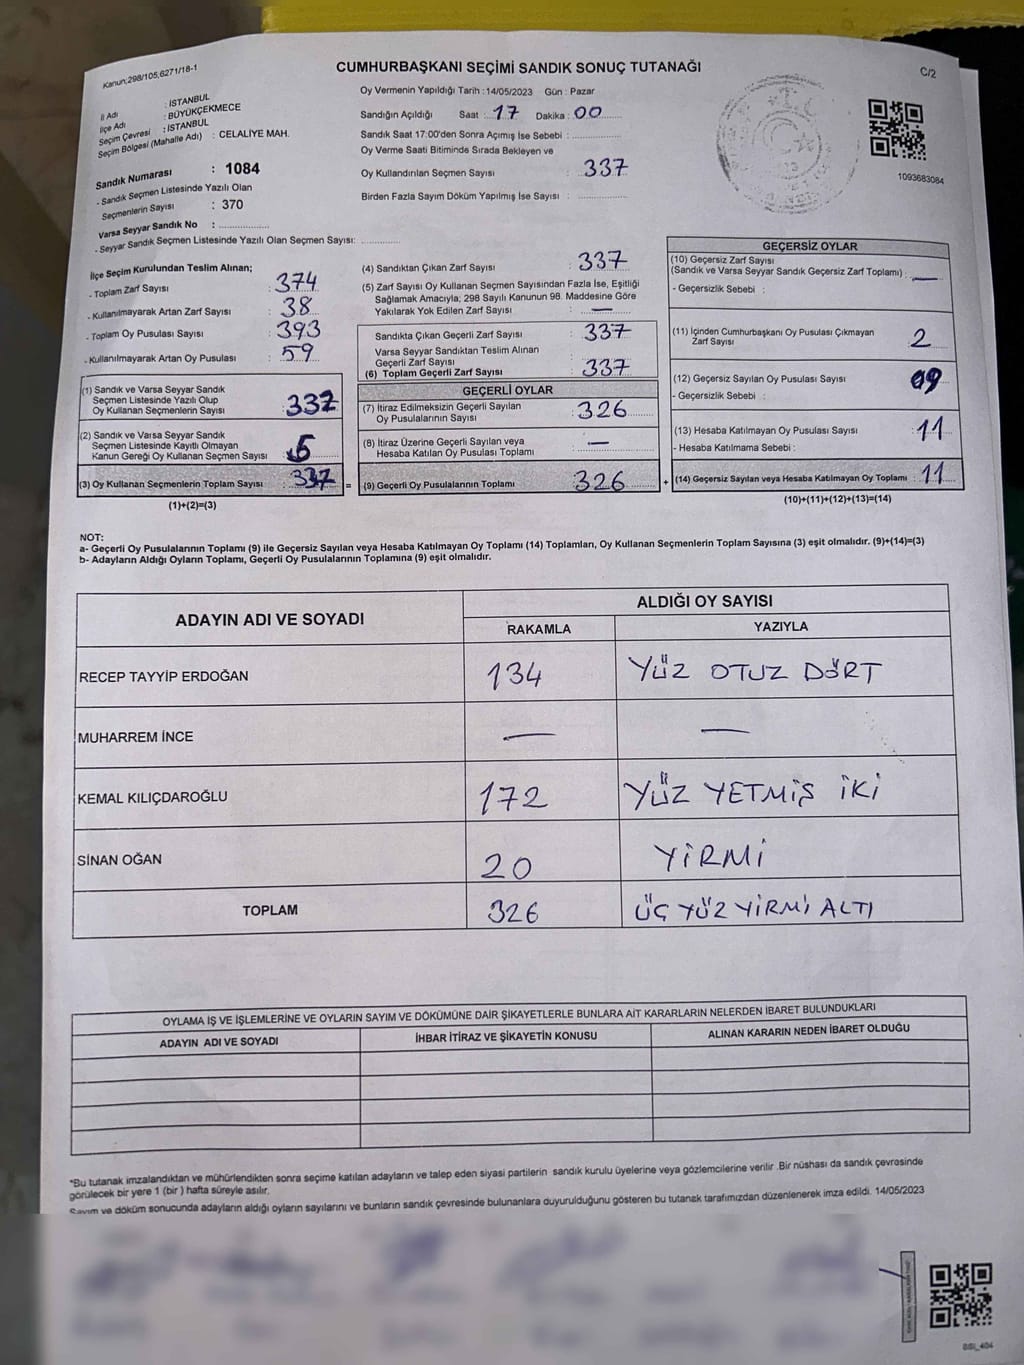 Kanun;298/105,6271/18-1
CUMHURBAŞKANI SEÇİMİ SANDIK SONUÇ TUTANAĞI
C/2
İl Adı : İSTANBUL
İlçe Adı : BÜYÜKÇEKMECE
Seçim Çevresi : İSTANBUL
Seçim Bölgesi (Mahalle Adı) : CELALİYE MAH.
Sandık Numarası : 1084
- Sandık Seçmen Listesinde Yazılı Olan
Seçmenlerin Sayısı : 370
Varsa Seyyar Sandık No : ................
- Seyyar Sandık Seçmen Listesinde Yazılı Olan Seçmen Sayısı: ............
Oy Vermenin Yapıldığı Tarih :14/05/2023 Gün : Pazar
Sandığın Açıldığı Saat : 17 Dakika : 00
Sandık Saat 17:00'den Sonra Açımış İse Sebebi : ................
Oy Verme Saati Bitiminde Sırada Bekleyen ve
Oy Kullandırılan Seçmen Sayısı : 337
Birden Fazla Sayım Döküm Yapılmış İse Sayısı : ................
1093683084
İlçe Seçim Kurulundan Teslim Alınan;
- Toplam Zarf Sayısı : 374
- Kullanılmayarak Artan Zarf Sayısı : 38
- Toplam Oy Pusulası Sayısı : 393
- Kullanılmayarak Artan Oy Pusulası : 59
(1) Sandık ve Varsa Seyyar Sandık
Seçmen Listesinde Yazılı Olup
Oy Kullanan Seçmenlerin Sayısı : 332
(2) Sandık ve Varsa Seyyar Sandık
Seçmen Listesinde Kayıtlı Olmayan
Kanun Gereği Oy Kullanan Seçmen Sayısı : 5
(3) Oy Kullanan Seçmenlerin Toplam Sayısı : 337 =
(1)+(2)=(3)
(4) Sandıktan Çıkan Zarf Sayısı : 337
(5) Zarf Sayısı Oy Kullanan Seçmen Sayısından Fazla İse, Eşitliği
Sağlamak Amacıyla; 298 Sayılı Kanunun 98. Maddesine Göre
Yakılarak Yok Edilen Zarf Sayısı : —
Sandıkta Çıkan Geçerli Zarf Sayısı : 337
Varsa Seyyar Sandıktan Teslim Alınan
Geçerli Zarf Sayısı :
(6) Toplam Geçerli Zarf Sayısı : 337
GEÇERLİ OYLAR
(7) İtiraz Edilmeksizin Geçerli Sayılan
Oy Pusulalarının Sayısı : 326
(8) İtiraz Üzerine Geçerli Sayılan veya
Hesaba Katılan Oy Pusulası Toplamı : —
(9) Geçerli Oy Pusulalarının Toplamı : 326 +
GEÇERSİZ OYLAR
(10) Geçersiz Zarf Sayısı
(Sandık ve Varsa Seyyar Sandık Geçersiz Zarf Toplamı) : —
- Geçersizlik Sebebi :
(11) İçinden Cumhurbaşkanı Oy Pusulası Çıkmayan
Zarf Sayısı : 2
(12) Geçersiz Sayılan Oy Pusulası Sayısı : 09
- Geçersizlik Sebebi :
(13) Hesaba Katılmayan Oy Pusulası Sayısı : 11
- Hesaba Katılmama Sebebi :
(14) Geçersiz Sayılan veya Hesaba Katılmayan Oy Toplamı : 11
(10)+(11)+(12)+(13)=(14)
NOT:
a- Geçerli Oy Pusulalarının Toplamı (9) ile Geçersiz Sayılan veya Hesaba Katılmayan Oy Toplamı (14) Toplamları, Oy Kullanan Seçmenlerin Toplam Sayısına (3) eşit olmalıdır. (9)+(14)=(3)
b- Adayların Aldığı Oyların Toplamı, Geçerli Oy Pusulalarının Toplamına (9) eşit olmalıdır.
ADAYIN ADI VE SOYADI ALDIĞI OY SAYISI
RAKAMLA YAZIYLA
RECEP TAYYİP ERDOĞAN 134 YÜZ OTUZ DÖRT
MUHARREM İNCE — —
KEMAL KILIÇDAROĞLU 172 YÜZ YETMİŞ İKİ
SİNAN OĞAN 20 YİRMİ
TOPLAM 326 ÜÇ YÜZ YİRMİ ALTI
OYLAMA İŞ VE İŞLEMLERİNE VE OYLARIN SAYIM VE DÖKÜMÜNE DAİR ŞİKAYETLERLE BUNLARA AİT KARARLARIN NELERDEN İBARET BULUNDUKLARI
ADAYIN ADI VE SOYADI İHBAR İTİRAZ VE ŞİKAYETİN KONUSU ALINAN KARARIN NEDEN İBARET OLDUĞU
*Bu tutanak imzalandıktan ve mühürlendikten sonra seçime katılan adayların ve talep eden siyasi partilerin sandık kurulu üyelerine veya gözlemcilerine verilir .Bir nüshası da sandık çevresinde
görülecek bir yere 1 (bir ) hafta süreyle asılır.
Sayım ve döküm sonucunda adayların aldığı oyların sayılarını ve bunların sandık çevresinde bulunanlara duyurulduğunu gösteren bu tutanak tarafımızdan düzenlenerek imza edildi. 14/05/2023